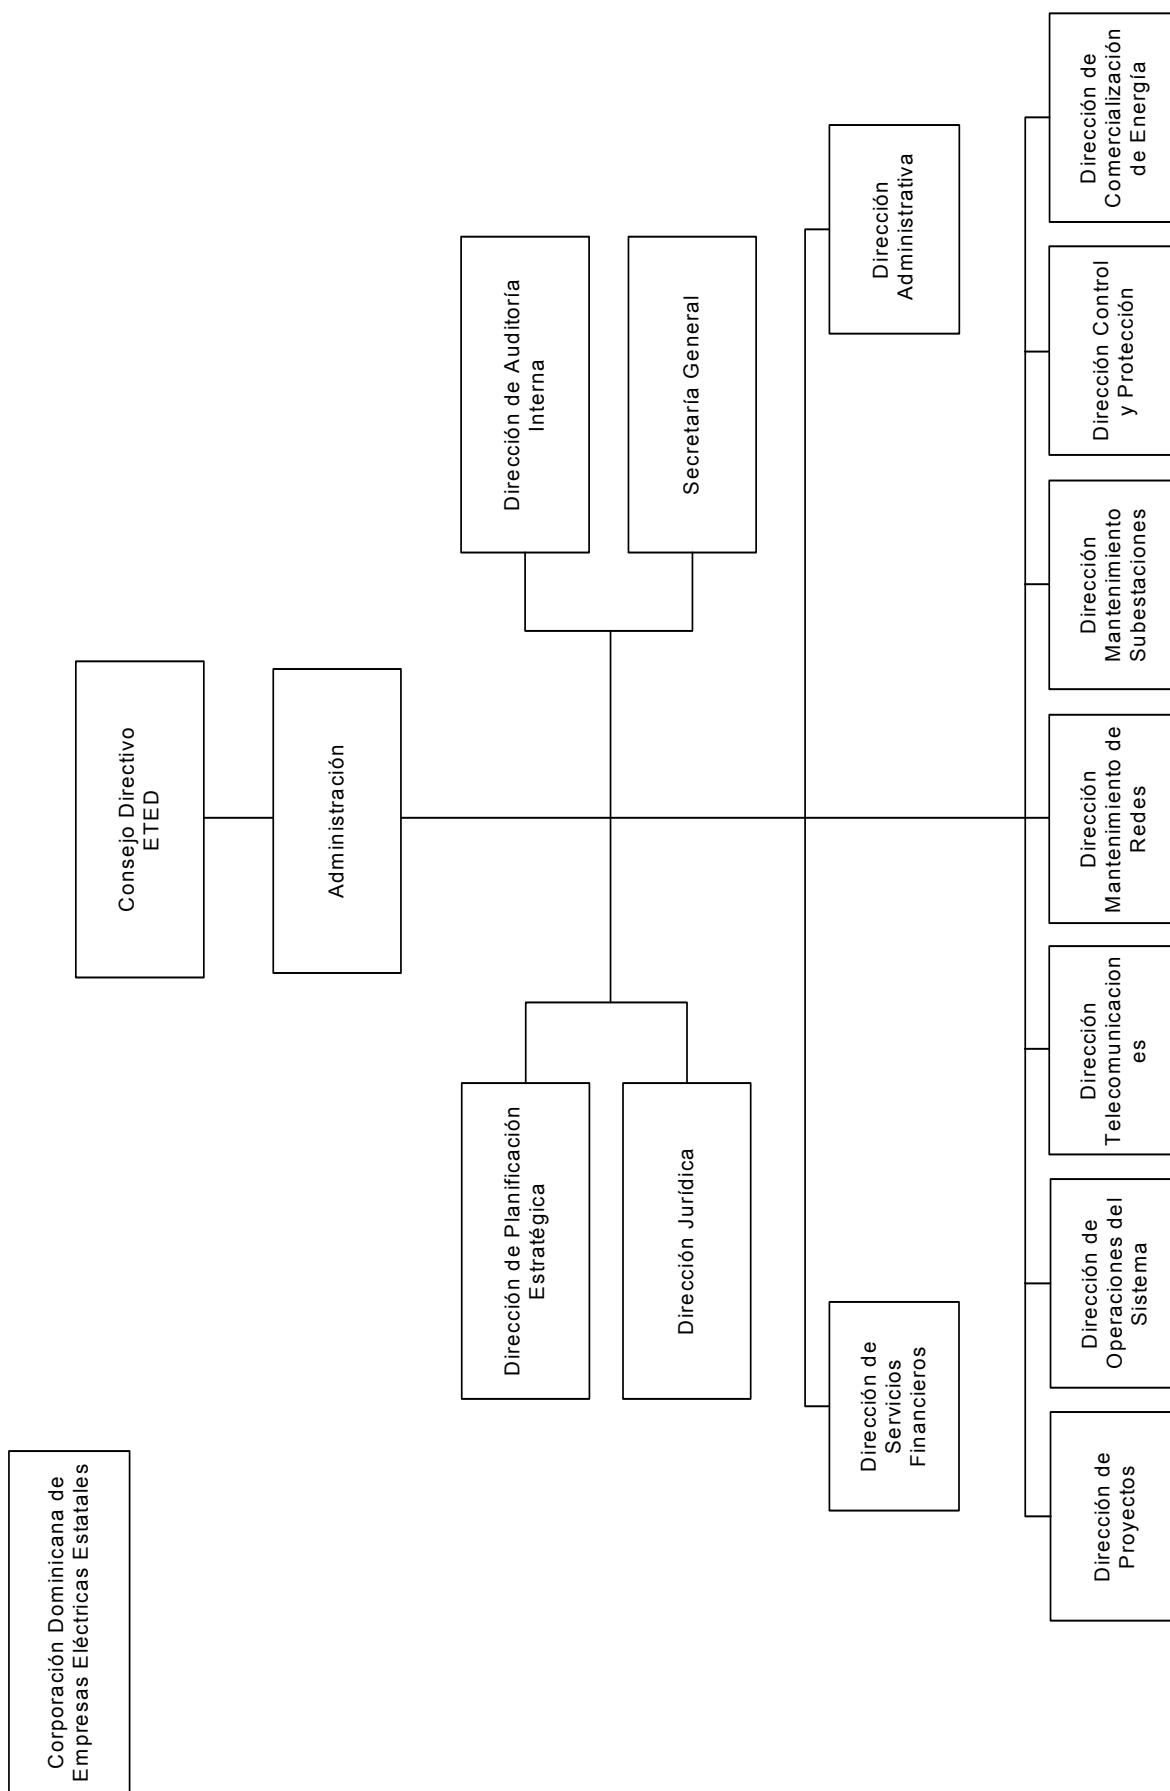 Corporación Dominicana de
Empresas Eléctricas Estatales
Consejo Directivo
ETED
Administración
Dirección de Planificación
Estratégica
Dirección de Auditoría
Interna
Dirección Jurídica
Secretaría General
Dirección de
Servicios
Financieros
Dirección
Administrativa
Dirección de
Proyectos
Dirección de
Operaciones del
Sistema
Dirección
Telecomunicacion
es
Dirección
Mantenimiento de
Redes
Dirección
Mantenimiento
Subestaciones
Dirección Control
y Protección
Dirección de
Comercialización
de Energía